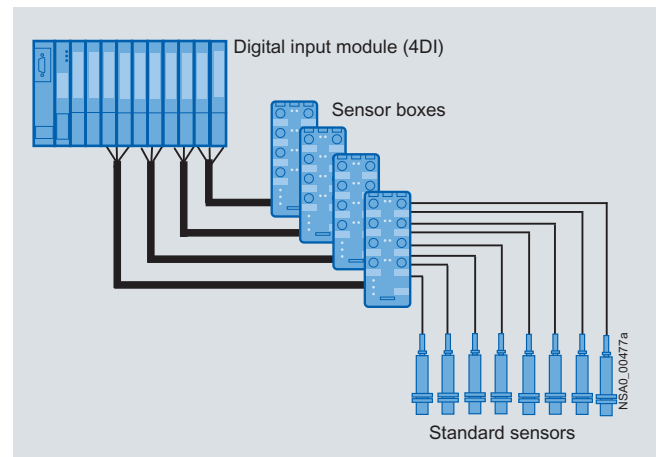 Digital input module (4DI)
Sensor boxes
NSA0_00477a
Standard sensors